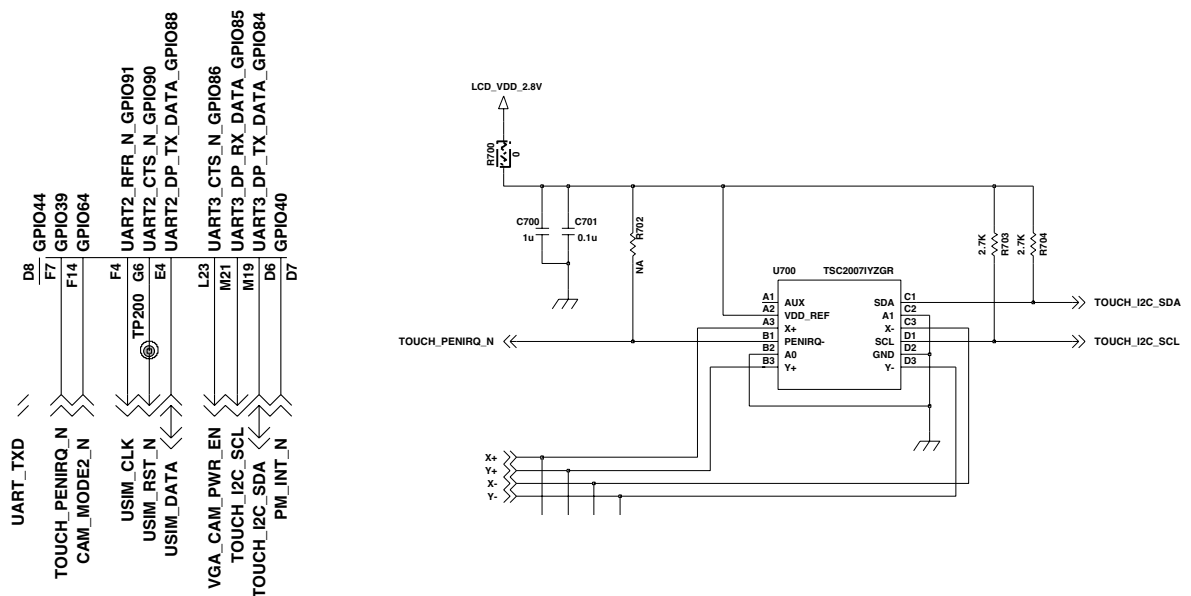 GPIO44
GPIO39
GPIO64
UART2_RFR_N_GPIO91
UART2_CTS_N_GPIO90
UART2_DP_TX_DATA_GPIO88
UART3_CTS_N_GPIO86
UART3_DP_RX_DATA_GPIO85
UART3_DP_TX_DATA_GPIO84
GPIO40
D8
F7
F14
F4
G6
E4
L23
M21
M19
D6
D7
TP200
UART_TXD
TOUCH_PENIRQ_N
CAM_MODE2_N
USIM_CLK
USIM_RST_N
USIM_DATA
VGA_CAM_PWR_EN
TOUCH_I2C_SCL
TOUCH_I2C_SDA
PM_INT_N
LCD_VDD_2.8V
R700
0
C700
1u
C701
0.1u
R702
NA
2.7K
R703
2.7K
R704
U700 TSC2007IYZGR
A1 AUX SDA C1
A2 VDD_REF A1 C2
A3 X+ X- C3
B1 PENIRQ- SCL D1
B2 A0 GND D2
B3 Y+ Y- D3
TOUCH_PENIRQ_N
TOUCH_I2C_SDA
TOUCH_I2C_SCL
X+
Y+
X-
Y-